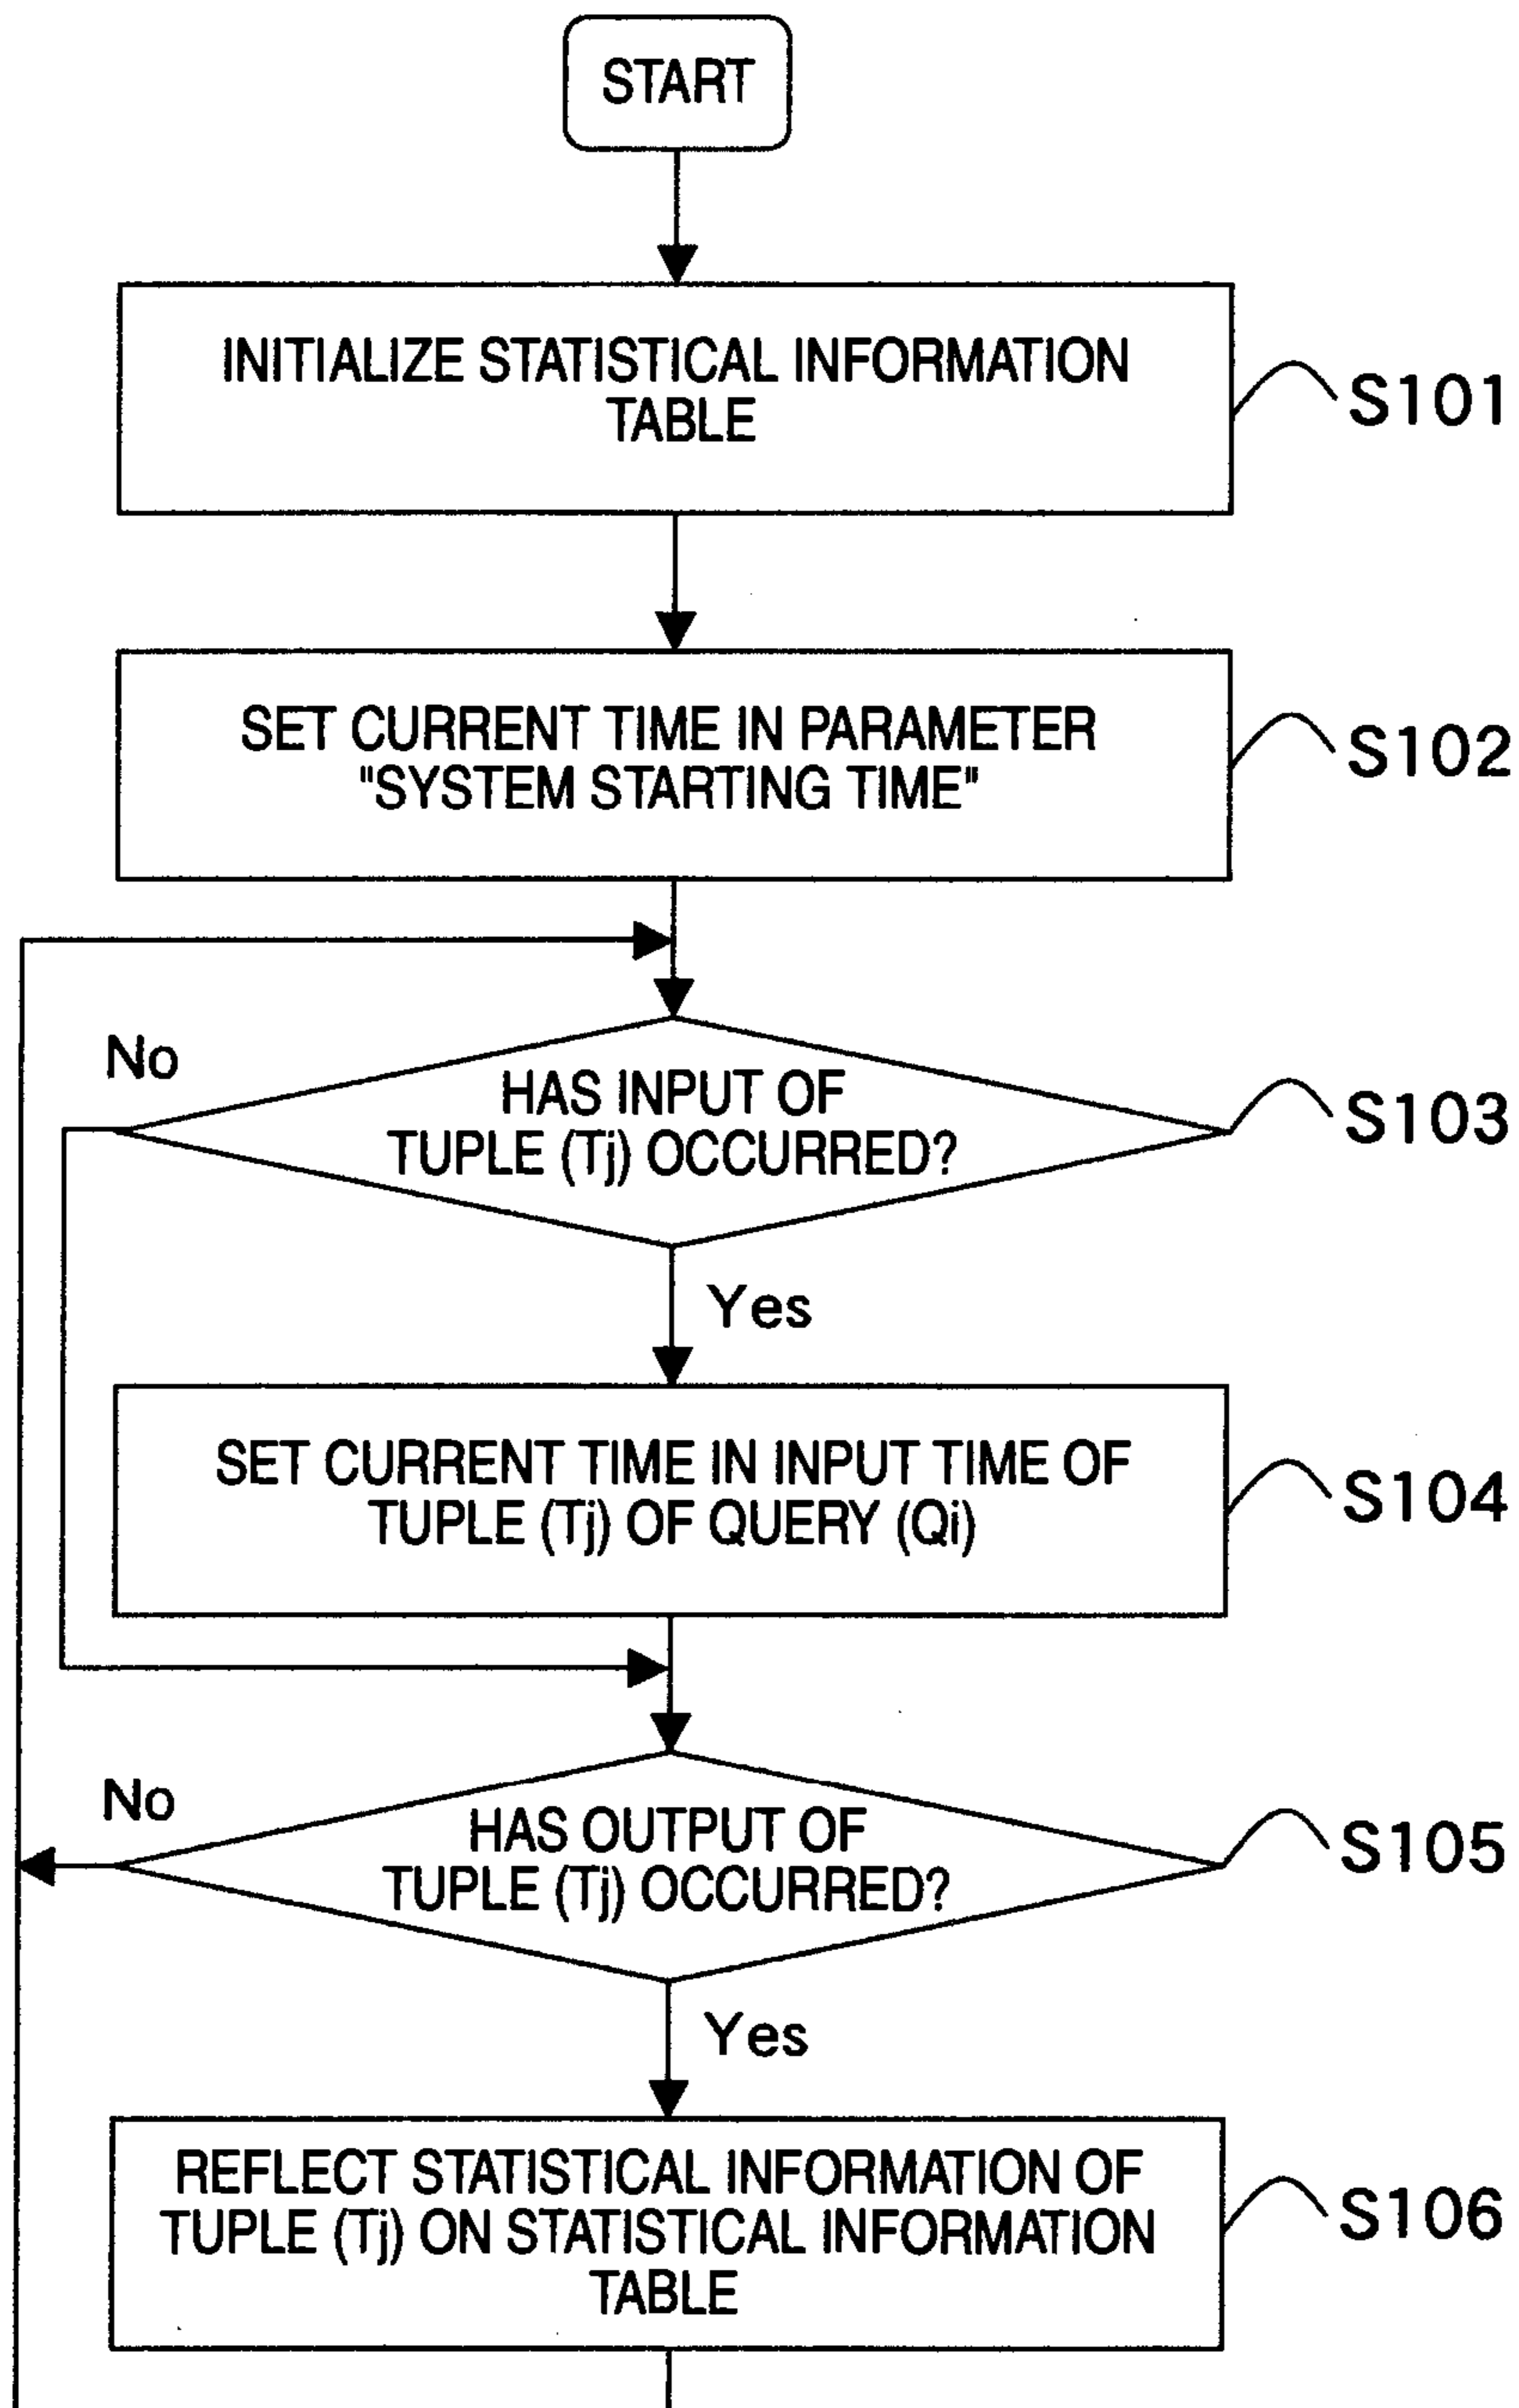 START
INITIALIZE STATISTICAL INFORMATION
TABLE
S101
SET CURRENT TIME IN PARAMETER
"SYSTEM STARTING TIME"
S102
No
HAS INPUT OF
TUPLE (Tj) OCCURRED?
S103
Yes
SET CURRENT TIME IN INPUT TIME OF
TUPLE (Tj) OF QUERY (Qi)
S104
No
HAS OUTPUT OF
TUPLE (Tj) OCCURRED?
S105
Yes
REFLECT STATISTICAL INFORMATION OF
TUPLE (Tj) ON STATISTICAL INFORMATION
TABLE
S106